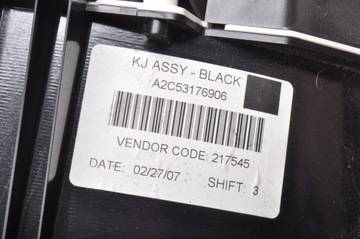 KJ ASSY - BLACK
A2C53176906
VENDOR CODE: 217545
DATE: 02/27/07 SHIFT: 3